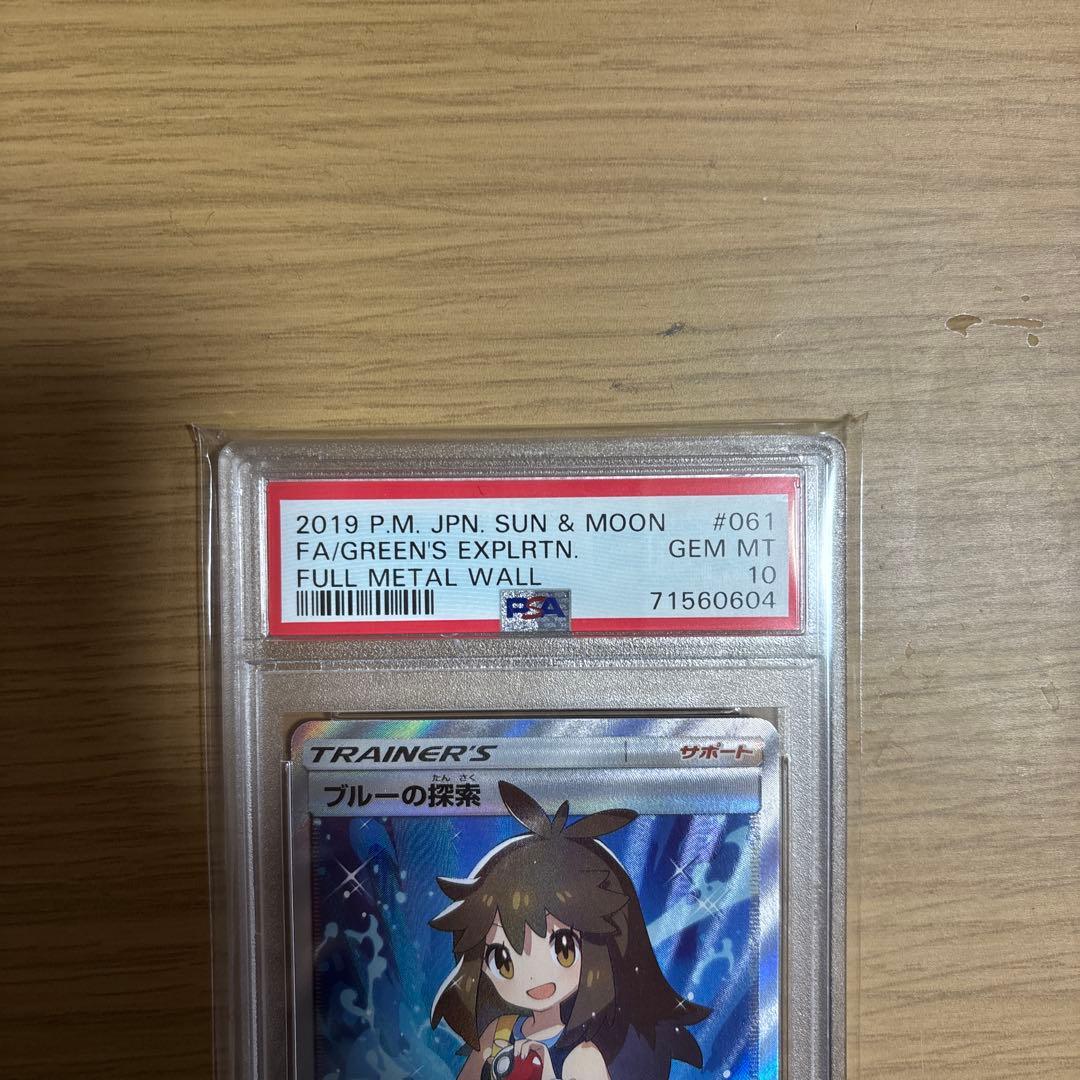 2019 P.M. JPN. SUN & MOON #061
FA/GREEN'S EXPLRTN. GEM MT
FULL METAL WALL 10
PSA 71560604
TRAINER'S サポート
たん さく
ブルーの探索